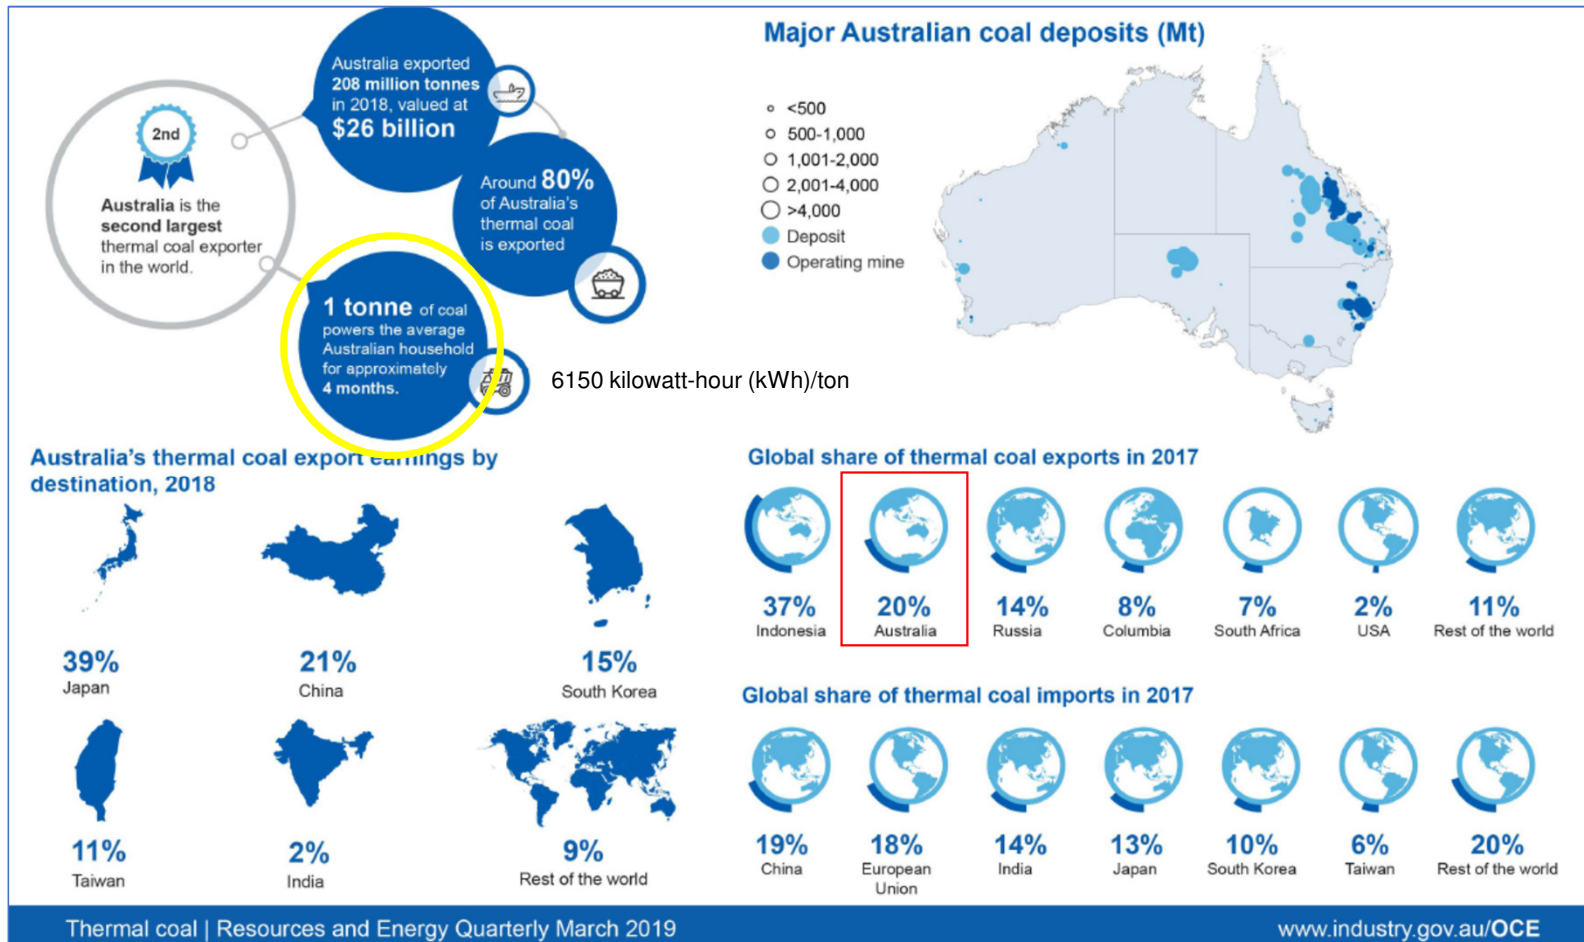 2nd
Australia is the
second largest
thermal coal exporter
in the world.
Australia exported
208 million tonnes
in 2018, valued at
$26 billion
Around 80%
of Australia's
thermal coal
is exported
1 tonne of coal
powers the average
Australian household
for approximately
4 months.
6150 kilowatt-hour (kWh)/ton
Major Australian coal deposits (Mt)
<500
500-1,000
1,001-2,000
2,001-4,000
>4,000
Deposit
Operating mine
Australia's thermal coal export earnings by
destination, 2018
39%
Japan
21%
China
15%
South Korea
11%
Taiwan
2%
India
9%
Rest of the world
Global share of thermal coal exports in 2017
37%
Indonesia
20%
Australia
14%
Russia
8%
Columbia
7%
South Africa
2%
USA
11%
Rest of the world
Global share of thermal coal imports in 2017
19%
China
18%
European
Union
14%
India
13%
Japan
10%
South Korea
6%
Taiwan
20%
Rest of the world
Thermal coal | Resources and Energy Quarterly March 2019
www.industry.gov.au/OCE